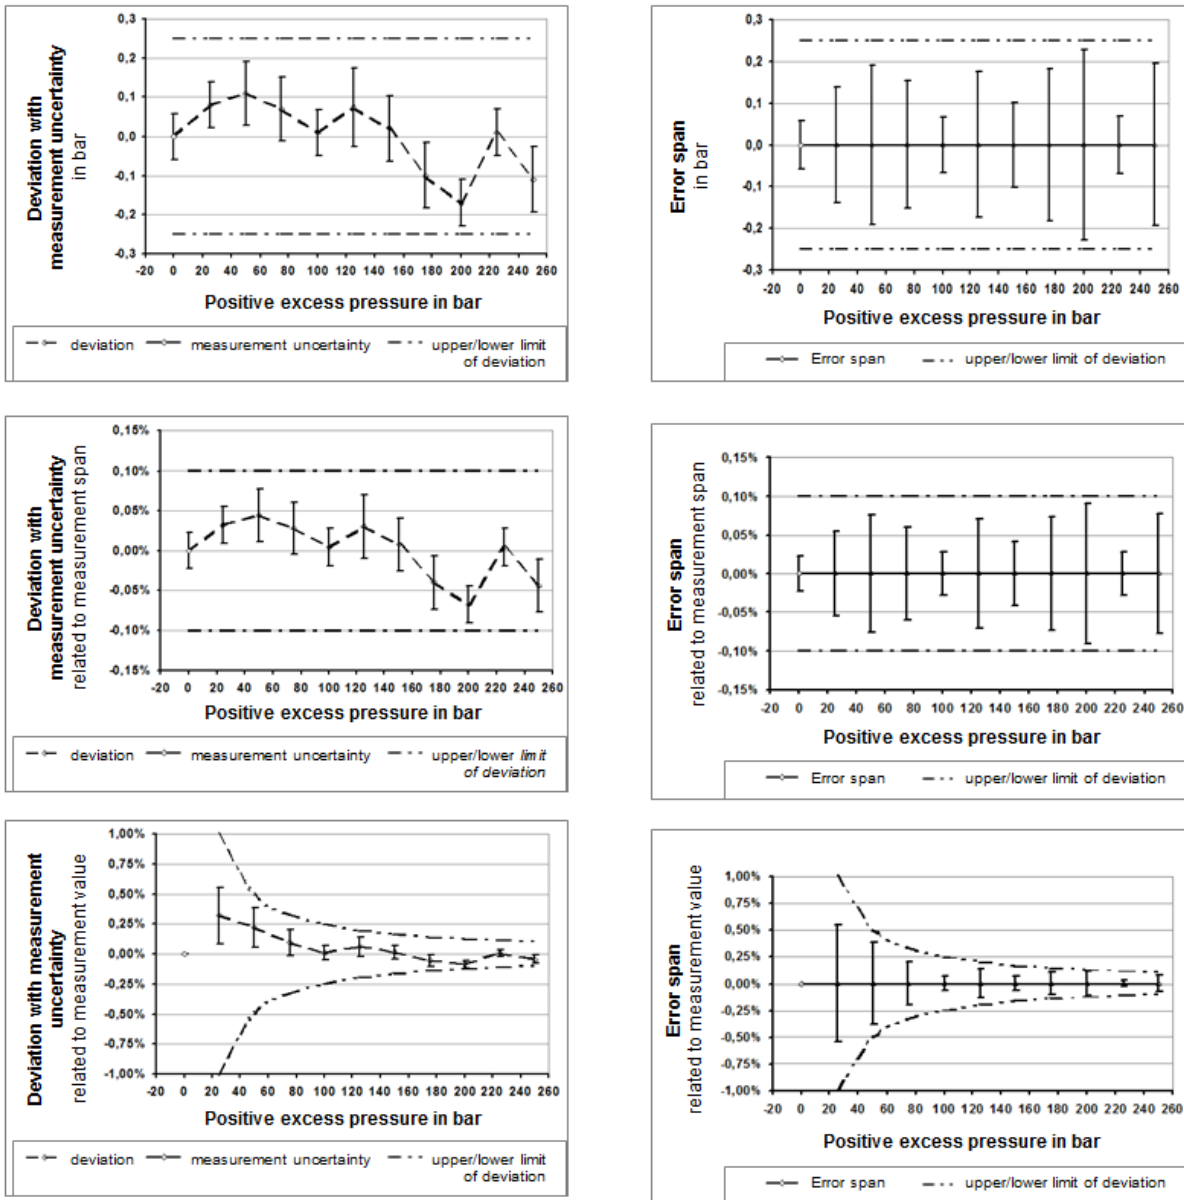 Deviation with
measurement uncertainty
in bar
0,3
0,2
0,1
0,0
-0,1
-0,2
-0,3
-20 0 20 40 60 80 100 120 140 160 180 200 220 240 260
Positive excess pressure in bar
deviation measurement uncertainty upper/lower limit
of deviation
Error span
in bar
0,3
0,2
0,1
0,0
-0,1
-0,2
-0,3
-20 0 20 40 60 80 100 120 140 160 180 200 220 240 260
Positive excess pressure in bar
Error span upper/lower limit of deviation
Deviation with
measurement uncertainty
related to measurement span
0,15%
0,10%
0,05%
0,00%
-0,05%
-0,10%
-0,15%
-20 0 20 40 60 80 100 120 140 160 180 200 220 240 260
Positive excess pressure in bar
deviation measurement uncertainty upper/lower limit
of deviation
Error span
related to measurement span
0,15%
0,10%
0,05%
0,00%
-0,05%
-0,10%
-0,15%
-20 0 20 40 60 80 100 120 140 160 180 200 220 240 260
Positive excess pressure in bar
Error span upper/lower limit of deviation
Deviation with measurement
uncertainty
related to measurement value
1,00%
0,75%
0,50%
0,25%
0,00%
-0,25%
-0,50%
-0,75%
-1,00%
-20 0 20 40 60 80 100 120 140 160 180 200 220 240 260
Positive excess pressure in bar
deviation measurement uncertainty upper/lower limit
of deviation
Error span
related to measurement value
1,00%
0,75%
0,50%
0,25%
0,00%
-0,25%
-0,50%
-0,75%
-1,00%
-20 0 20 40 60 80 100 120 140 160 180 200 220 240 260
Positive excess pressure in bar
Error span upper/lower limit of deviation